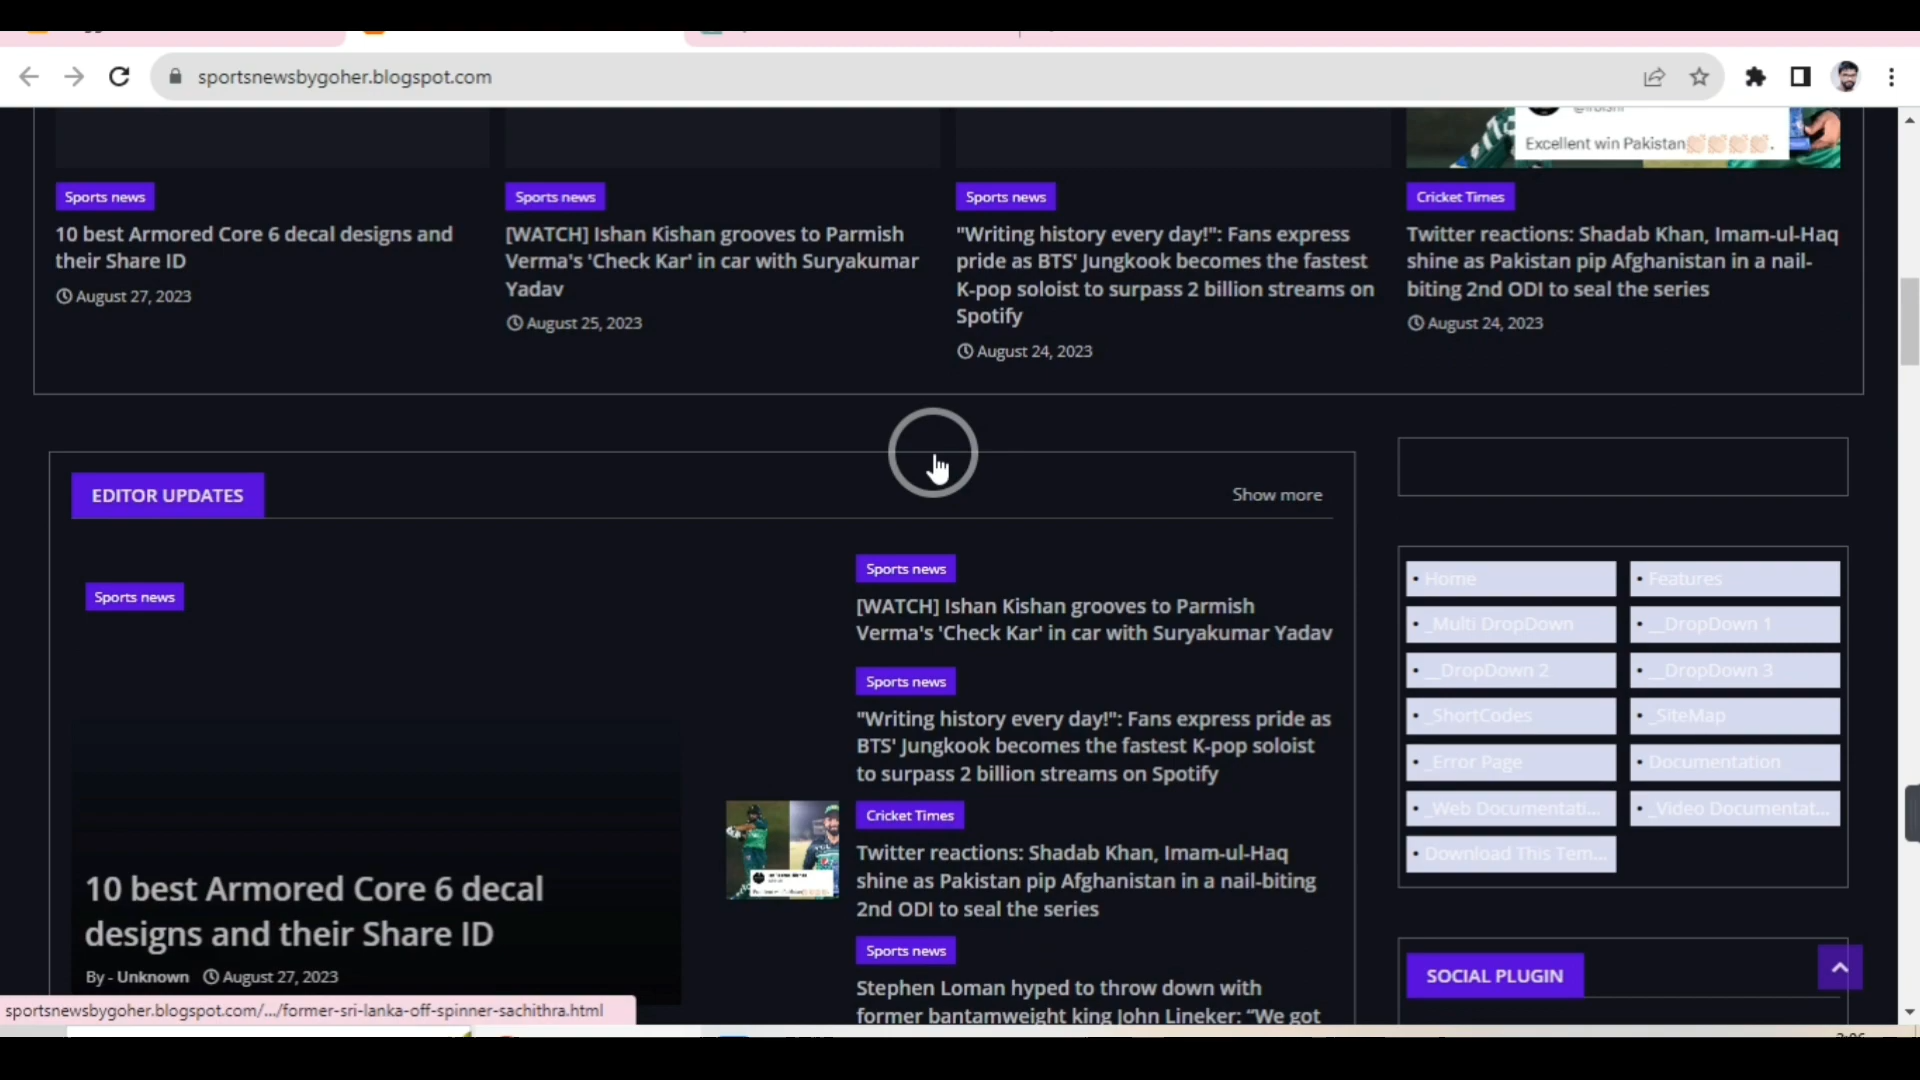 sportsnewsbygoher.blogspot.com
Excellent win Pakistan👏🏻👏🏻👏🏻👏🏻.
Sports news
10 best Armored Core 6 decal designs and
their Share ID
August 27, 2023
Sports news
[WATCH] Ishan Kishan grooves to Parmish
Verma's 'Check Kar' in car with Suryakumar
Yadav
August 25, 2023
Sports news
"Writing history every day!": Fans express
pride as BTS' Jungkook becomes the fastest
K-pop soloist to surpass 2 billion streams on
Spotify
August 24, 2023
Cricket Times
Twitter reactions: Shadab Khan, Imam-ul-Haq
shine as Pakistan pip Afghanistan in a nail-
biting 2nd ODI to seal the series
August 24, 2023
EDITOR UPDATES
Show more
Sports news
10 best Armored Core 6 decal
designs and their Share ID
By - Unknown August 27, 2023
Sports news
[WATCH] Ishan Kishan grooves to Parmish
Verma's 'Check Kar' in car with Suryakumar Yadav
Sports news
"Writing history every day!": Fans express pride as
BTS' Jungkook becomes the fastest K-pop soloist
to surpass 2 billion streams on Spotify
Cricket Times
Twitter reactions: Shadab Khan, Imam-ul-Haq
shine as Pakistan pip Afghanistan in a nail-biting
2nd ODI to seal the series
Sports news
Stephen Loman hyped to throw down with
former bantamweight king John Lineker: “We got
• Home
• Features
• _Multi DropDown
• __DropDown 1
• __DropDown 2
• __DropDown 3
• _ShortCodes
• _SiteMap
• _Error Page
• Documentation
• _Web Documentati...
• _Video Documentat...
• Download This Tem...
SOCIAL PLUGIN
sportsnewsbygoher.blogspot.com/.../former-sri-lanka-off-spinner-sachithra.html